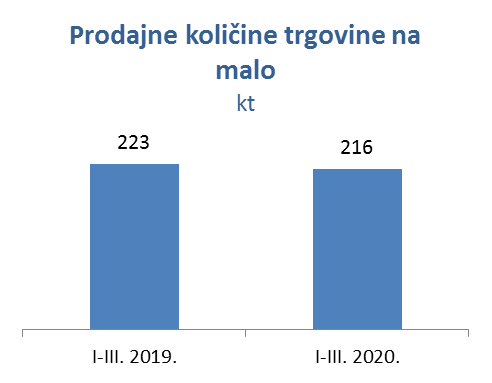 Prodajne količine trgovine na
malo
kt
223
216
I-III. 2019.
I-III. 2020.